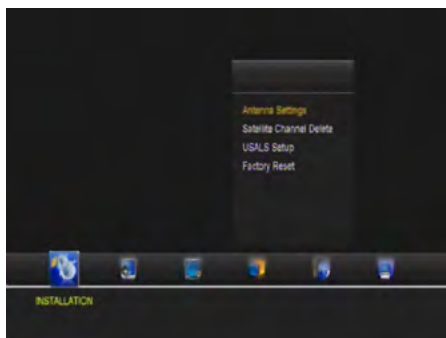 Antenna Settings
Satellite Channel Delete
USALS Setup
Factory Reset
INSTALLATION